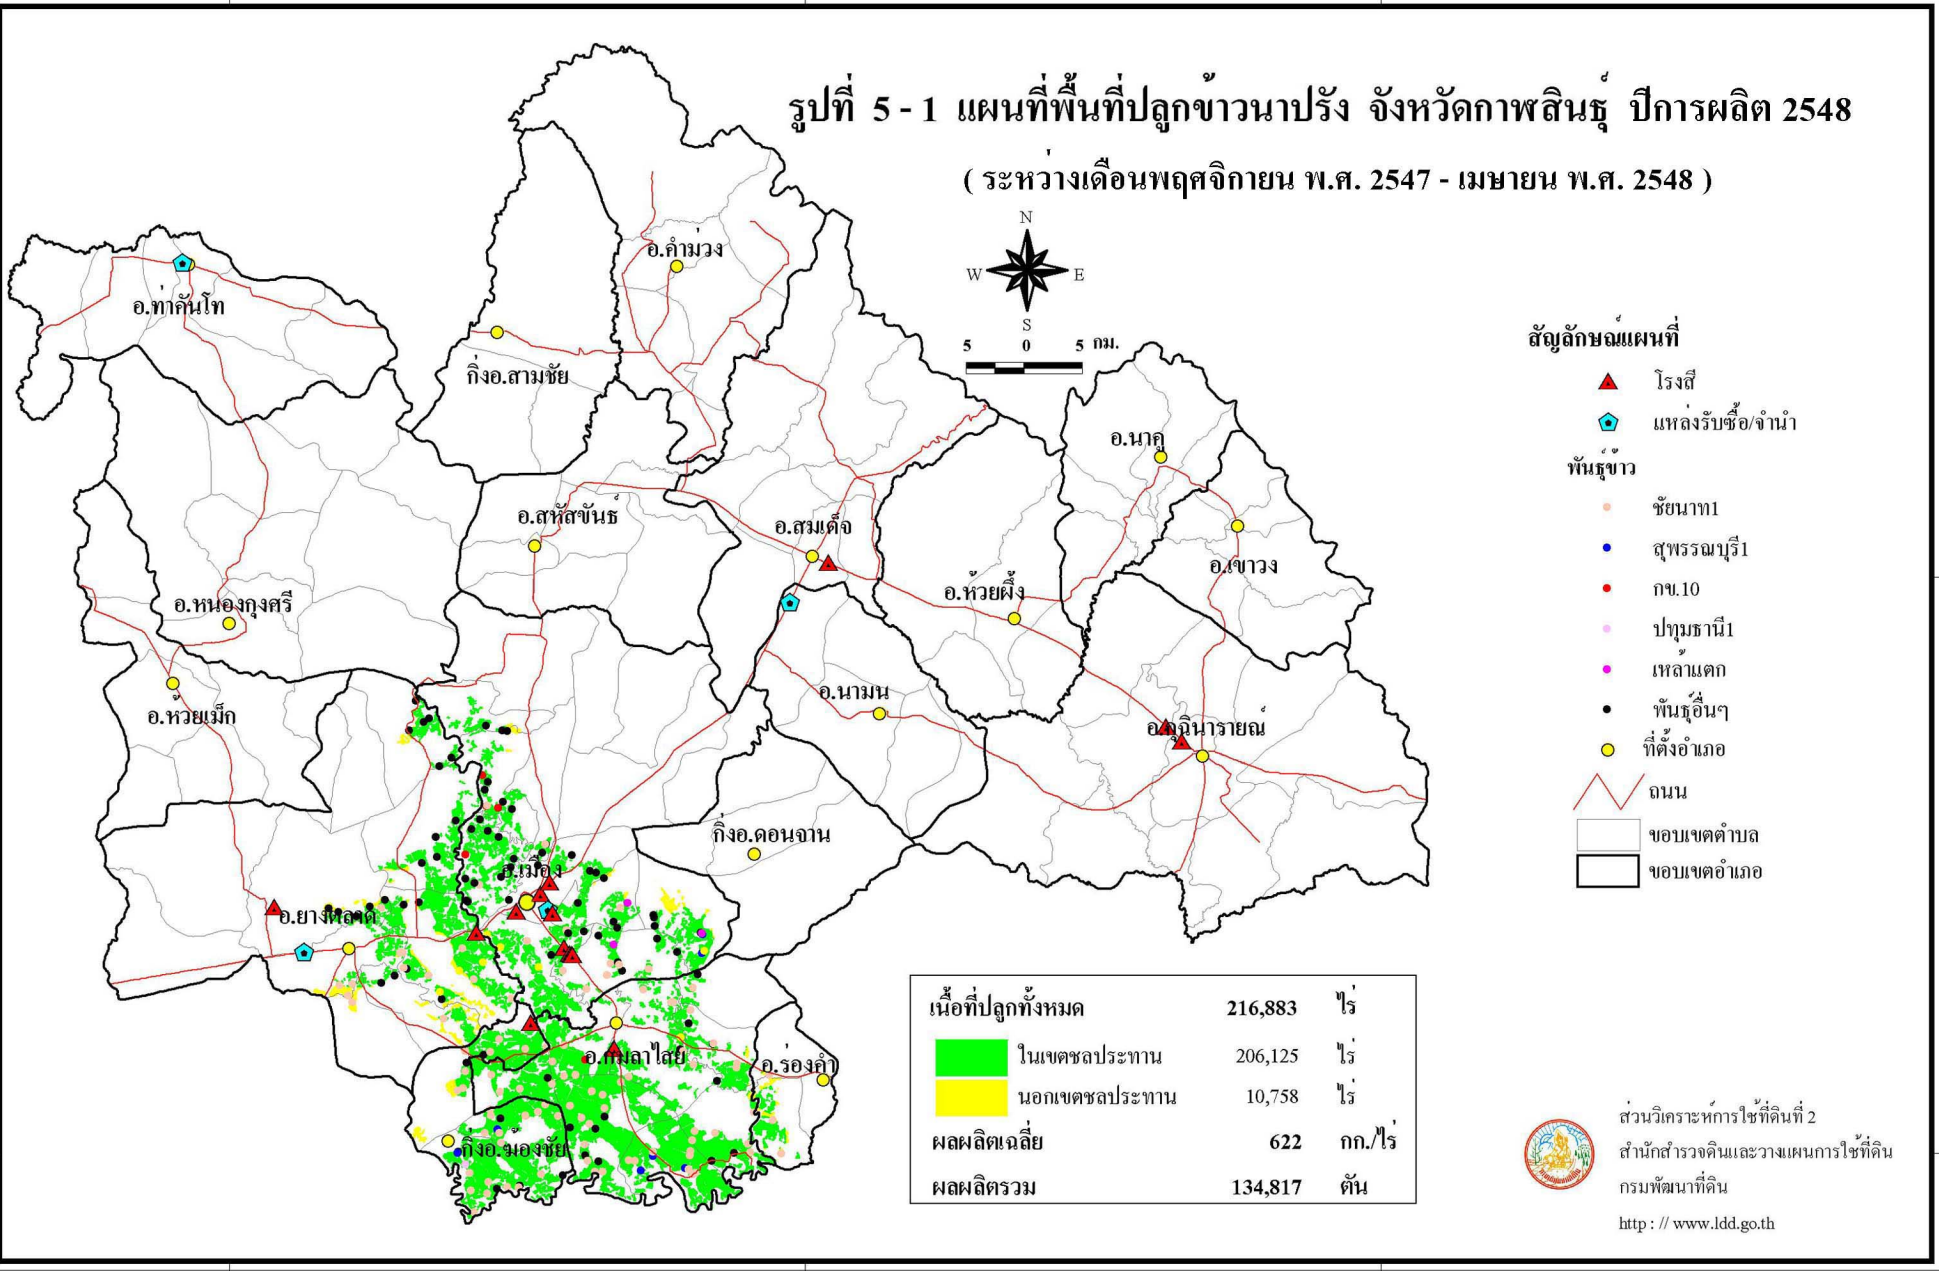 รูปที่ 5 - 1 แผนที่พื้นที่ปลูกข้าวนาปรัง จังหวัดกาฬสินธุ์ ปีการผลิต 2548
( ระหว่างเดือนพฤศจิกายน พ.ศ. 2547 - เมษายน พ.ศ. 2548 )
N
W E
S
5 0 5 กม.
อ.คำม่วง
อ.ท่าคันโท
กิ่งอ.สามชัย
อ.นาคู
อ.สหัสขันธ์
อ.สมเด็จ
อ.เขาวง
อ.ห้วยผึ้ง
อ.หนองกุงศรี
อ.นามน
อ.ห้วยเม็ก
อ.กุฉินารายณ์
กิ่งอ.ดอนจาน
อ.เมือง
อ.ยางตลาด
อ.กมลาไสย
อ.ร่องคำ
กิ่งอ.ฆ้องชัย
สัญลักษณ์แผนที่
โรงสี
แหล่งรับซื้อ/จำนำ
พันธุ์ข้าว
ชัยนาท1
สุพรรณบุรี1
กข.10
ปทุมธานี1
เหล้าแตก
พันธุ์อื่นๆ
ที่ตั้งอำเภอ
ถนน
ขอบเขตตำบล
ขอบเขตอำเภอ
เนื้อที่ปลูกทั้งหมด 216,883 ไร่
ในเขตชลประทาน 206,125 ไร่
นอกเขตชลประทาน 10,758 ไร่
ผลผลิตเฉลี่ย 622 กก./ไร่
ผลผลิตรวม 134,817 ตัน
ส่วนวิเคราะห์การใช้ที่ดินที่ 2
สำนักสำรวจดินและวางแผนการใช้ที่ดิน
กรมพัฒนาที่ดิน
http : // www.ldd.go.th